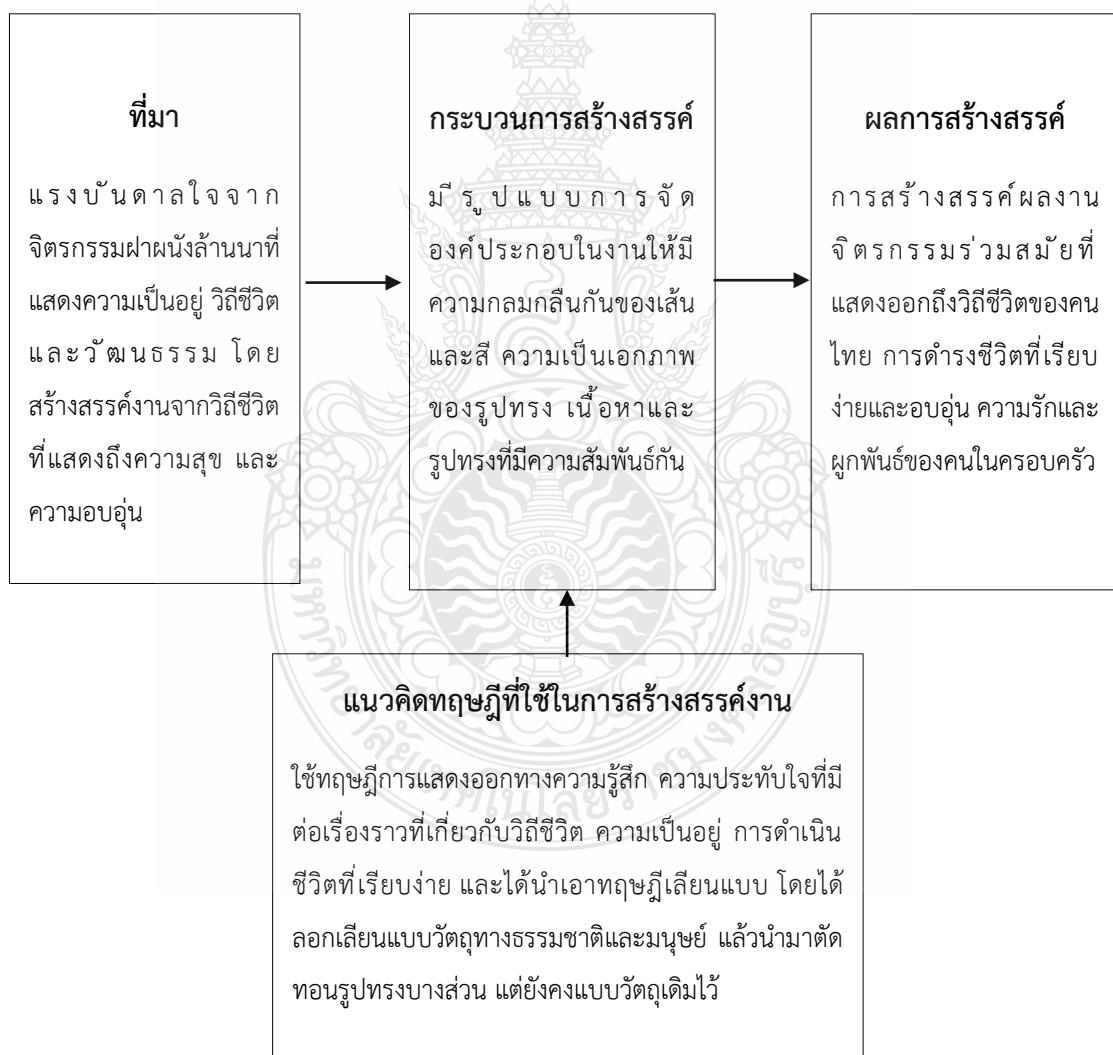 ที่มา
แรงบันดาลใจจาก
จิตรกรรมฝาผนังล้านนาที่
แสดงความเป็นอยู่ วิถีชีวิต
และวัฒนธรรม โดย
สร้างสรรค์งานจากวิถีชีวิต
ที่แสดงถึงความสุข และ
ความอบอุ่น
กระบวนการสร้างสรรค์
มีรูปแบบการจัด
องค์ประกอบในงานให้มี
ความกลมกลืนกันของเส้น
และสี ความเป็นเอกภาพ
ของรูปทรง เนื้อหาและ
รูปทรงที่มีความสัมพันธ์กัน
ผลการสร้างสรรค์
การสร้างสรรค์ผลงาน
จิตรกรรมร่วมสมัยที่
แสดงออกถึงวิถีชีวิตของคน
ไทย การดำรงชีวิตที่เรียบ
ง่ายและอบอุ่น ความรักและ
ผูกพันธ์ของคนในครอบครัว
แนวคิดทฤษฎีที่ใช้ในการสร้างสรรค์งาน
ใช้ทฤษฎีการแสดงออกทางความรู้สึก ความประทับใจที่มี
ต่อเรื่องราวที่เกี่ยวกับวิถีชีวิต ความเป็นอยู่ การดำเนิน
ชีวิตที่เรียบง่าย และได้นำเอาทฤษฎีเลียนแบบ โดยได้
ลอกเลียนแบบวัตถุทางธรรมชาติและมนุษย์ แล้วนำมาตัด
ทอนรูปทรงบางส่วน แต่ยังคงแบบวัตถุเดิมไว้
มหาวิทยาลัยเทคโนโลยีราชมงคลธัญบุรี